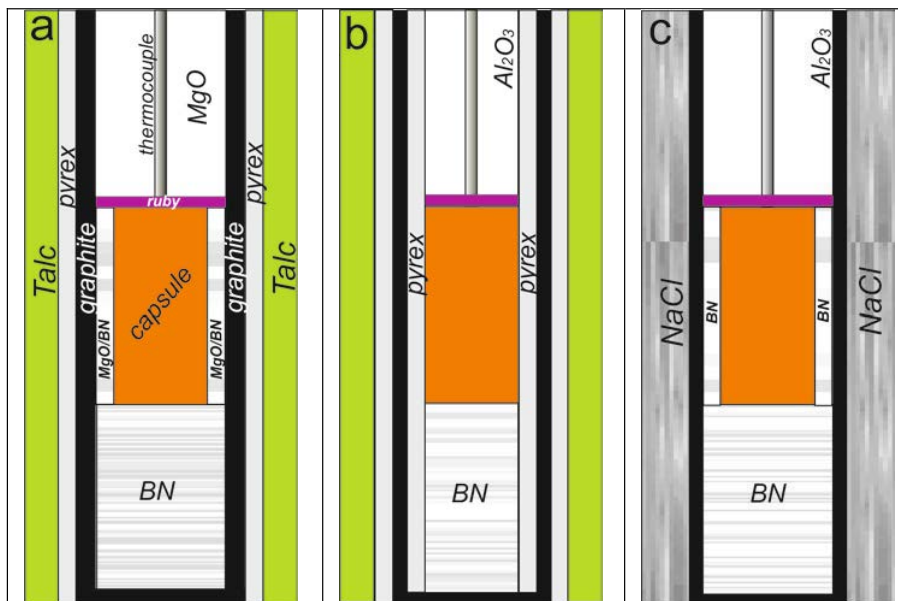 a
thermocouple
MgO
pyrex
pyrex
ruby
graphite
graphite
Talc
Talc
capsule
MgO/BN
MgO/BN
BN
b
Al₂O₃
pyrex
pyrex
BN
c
Al₂O₃
NaCl
BN
BN
NaCl
BN